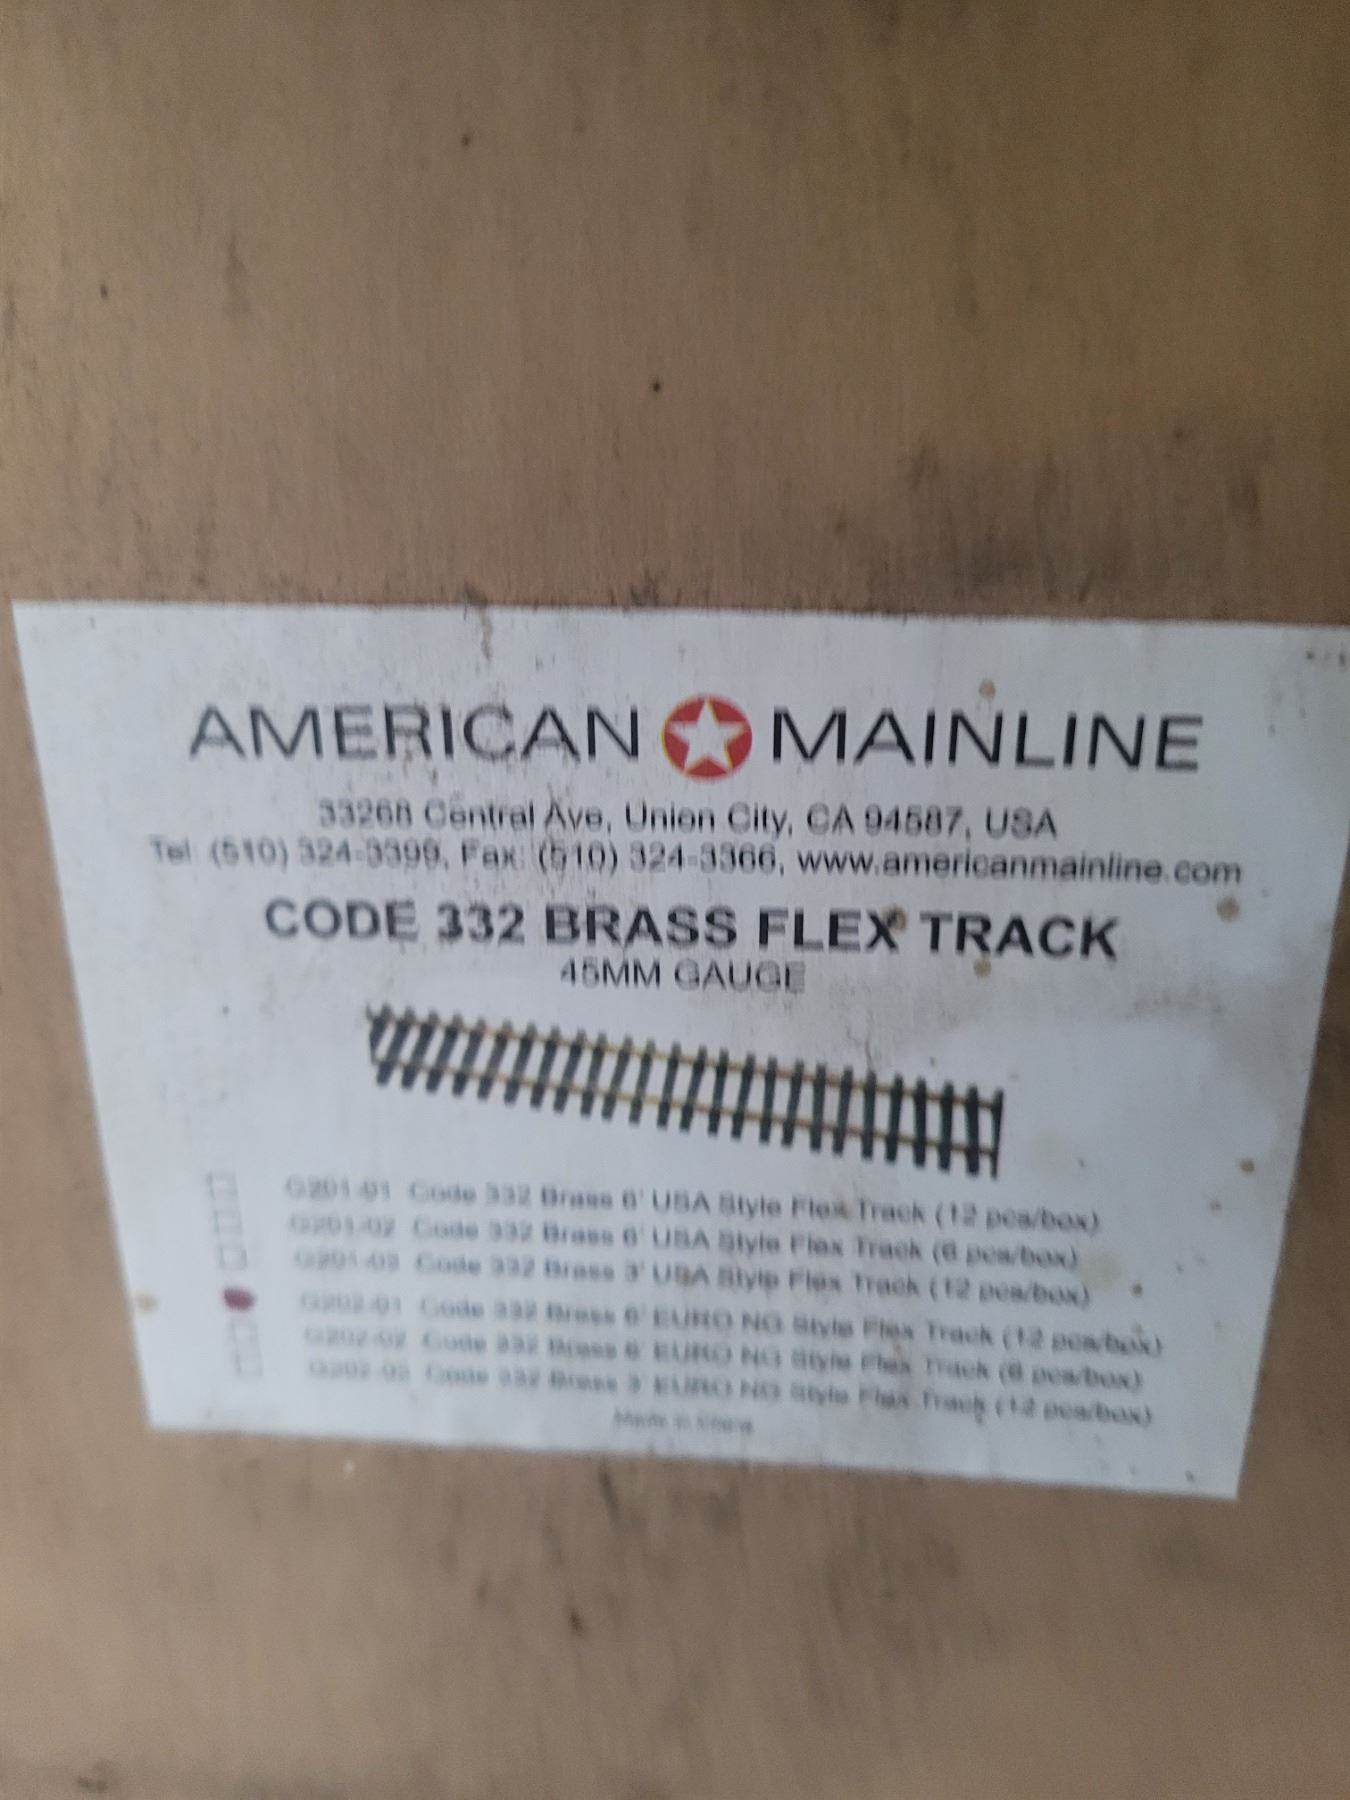 AMERICAN MAINLINE
33268 Central Ave, Union City, CA 94587, USA
Tel: (510) 324-3399, Fax: (510) 324-3366, www.americanmainline.com
CODE 332 BRASS FLEX TRACK
45MM GAUGE
G201-01 Code 332 Brass 6' USA Style Flex Track (12 pcs/box)
G201-02 Code 332 Brass 6' USA Style Flex Track (6 pcs/box)
G201-03 Code 332 Brass 3' USA Style Flex Track (12 pcs/box)
G202-01 Code 332 Brass 6' EURO NG Style Flex Track (12 pcs/box)
G202-02 Code 332 Brass 6' EURO NG Style Flex Track (6 pcs/box)
G202-03 Code 332 Brass 3' EURO NG Style Flex Track (12 pcs/box)
Made in China